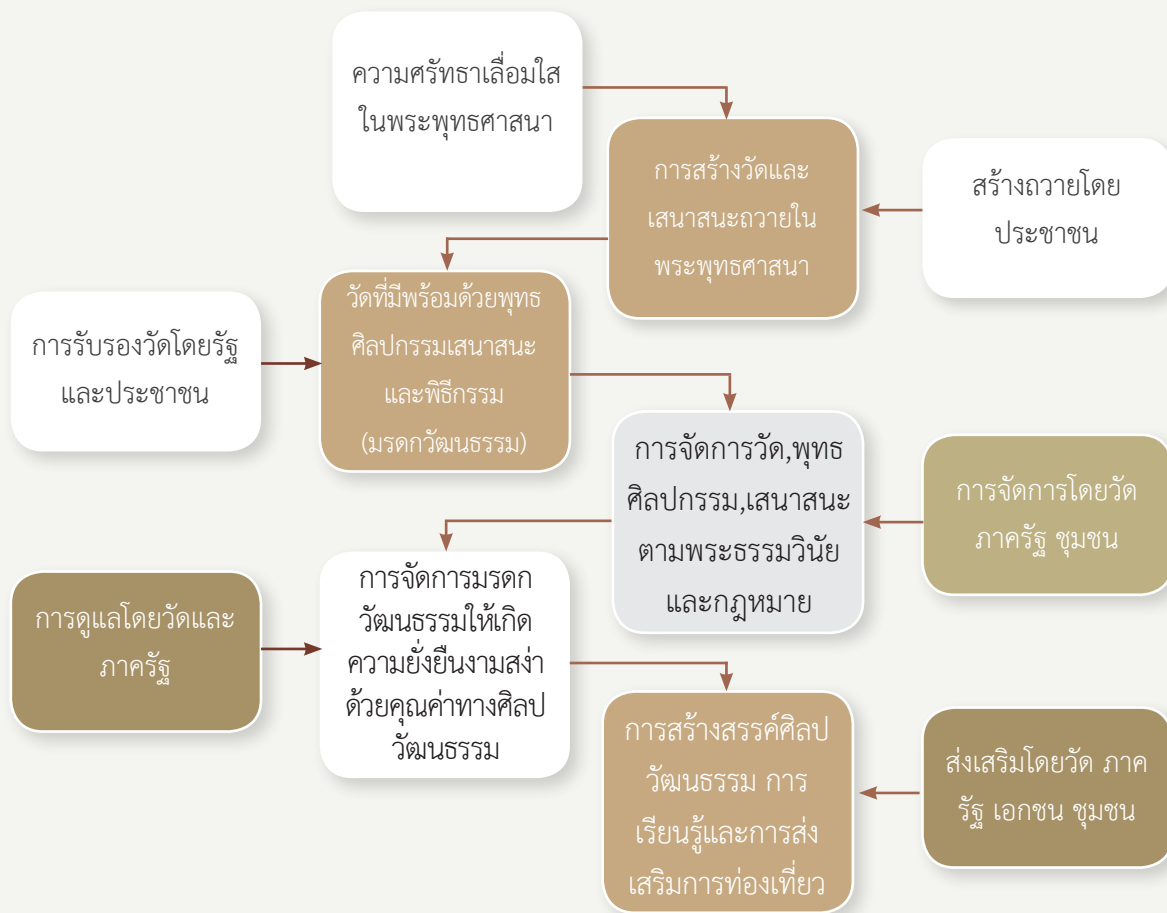 ความศรัทธาเลื่อมใส
ในพระพุทธศาสนา
การสร้างวัดและ
เสนาสนะถวายใน
พระพุทธศาสนา
สร้างถวายโดย
ประชาชน
วัดที่มีพร้อมด้วยพุทธ
ศิลปกรรมเสนาสนะ
และพิธีกรรม
(มรดกวัฒนธรรม)
การรับรองวัดโดยรัฐ
และประชาชน
การจัดการวัด,พุทธ
ศิลปกรรม,เสนาสนะ
ตามพระธรรมวินัย
และกฎหมาย
การจัดการโดยวัด
ภาครัฐ ชุมชน
การจัดการมรดก
วัฒนธรรมให้เกิด
ความยั่งยืนงามสง่า
ด้วยคุณค่าทางศิลป
วัฒนธรรม
การดูแลโดยวัดและ
ภาครัฐ
การสร้างสรรค์ศิลป
วัฒนธรรม การ
เรียนรู้และการส่ง
เสริมการท่องเที่ยว
ส่งเสริมโดยวัด ภาค
รัฐ เอกชน ชุมชน